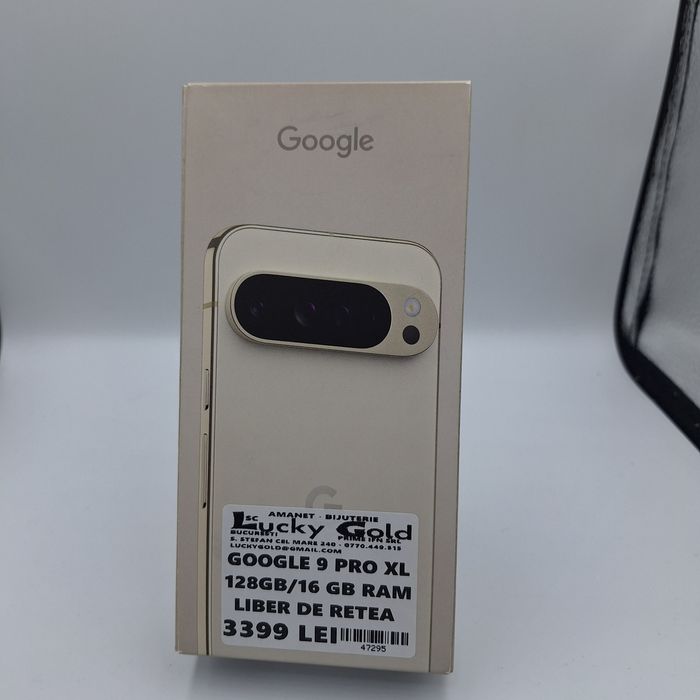 Google
G
AMANET - BIJUTERIE
SC Lucky Gold
BUCURESTI PRIME IFN SRL
S. STEFAN CEL MARE 240 - 0770.449.515
LUCKYGOLD@GMAIL.COM
GOOGLE 9 PRO XL
128GB/16 GB RAM
LIBER DE RETEA
3399 LEI
47295